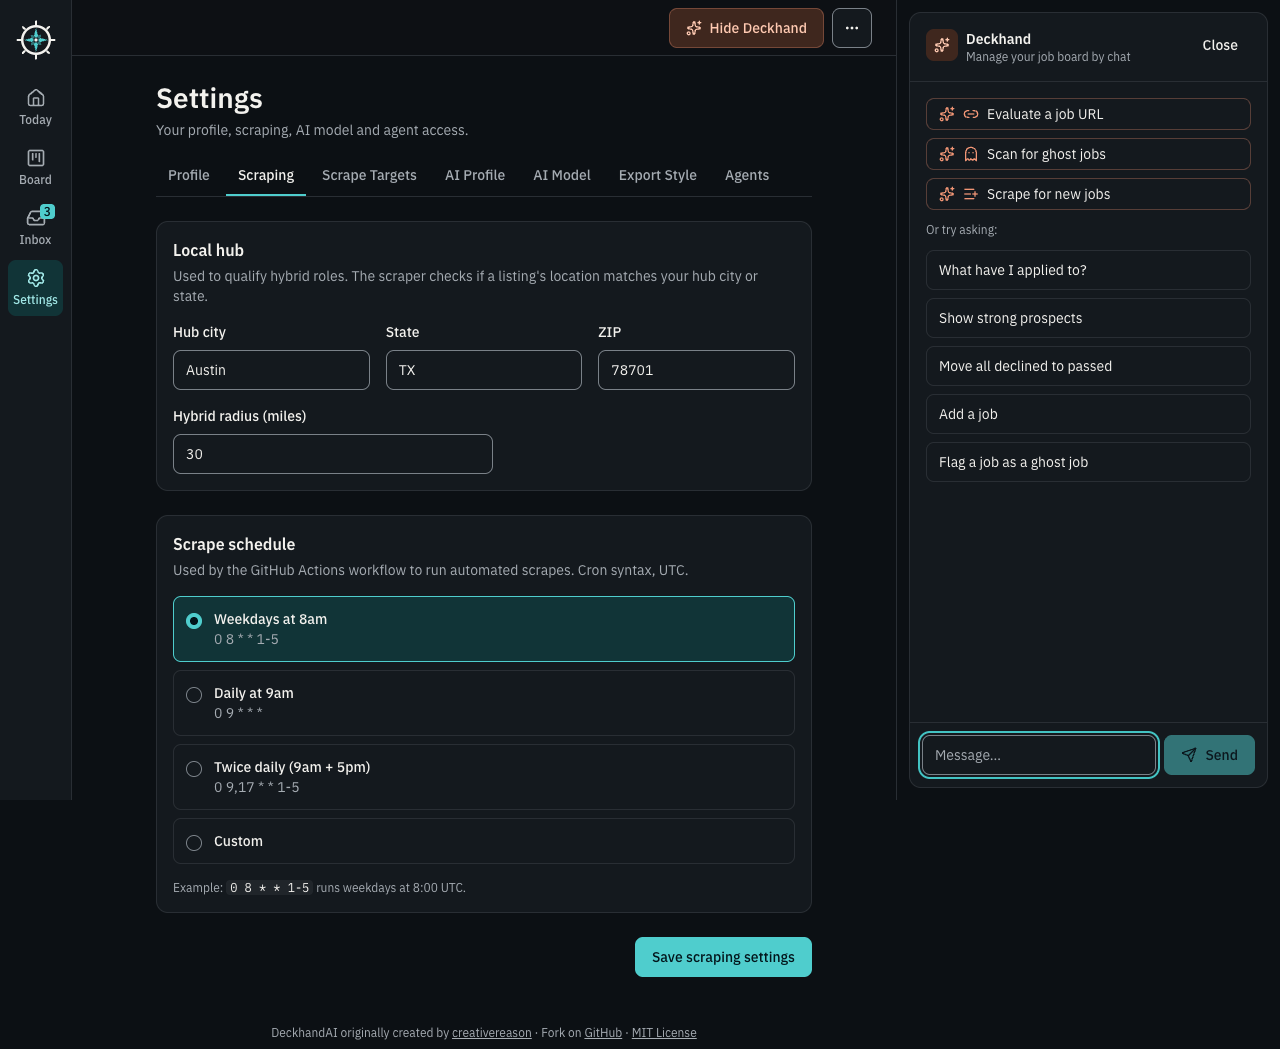 Today
Board
3
Inbox
Settings
Hide Deckhand
Settings
Your profile, scraping, AI model and agent access.
Profile
Scraping
Scrape Targets
AI Profile
AI Model
Export Style
Agents
Local hub
Used to qualify hybrid roles. The scraper checks if a listing's location matches your hub city or
state.
Hub city
State
ZIP
Austin
TX
78701
Hybrid radius (miles)
30
Scrape schedule
Used by the GitHub Actions workflow to run automated scrapes. Cron syntax, UTC.
Weekdays at 8am
0 8 * * 1-5
Daily at 9am
0 9 * * *
Twice daily (9am + 5pm)
0 9,17 * * 1-5
Custom
Example: 0 8 * * 1-5 runs weekdays at 8:00 UTC.
Save scraping settings
DeckhandAI originally created by creativereason · Fork on GitHub · MIT License
Deckhand
Manage your job board by chat
Close
Evaluate a job URL
Scan for ghost jobs
Scrape for new jobs
Or try asking:
What have I applied to?
Show strong prospects
Move all declined to passed
Add a job
Flag a job as a ghost job
Message...
Send